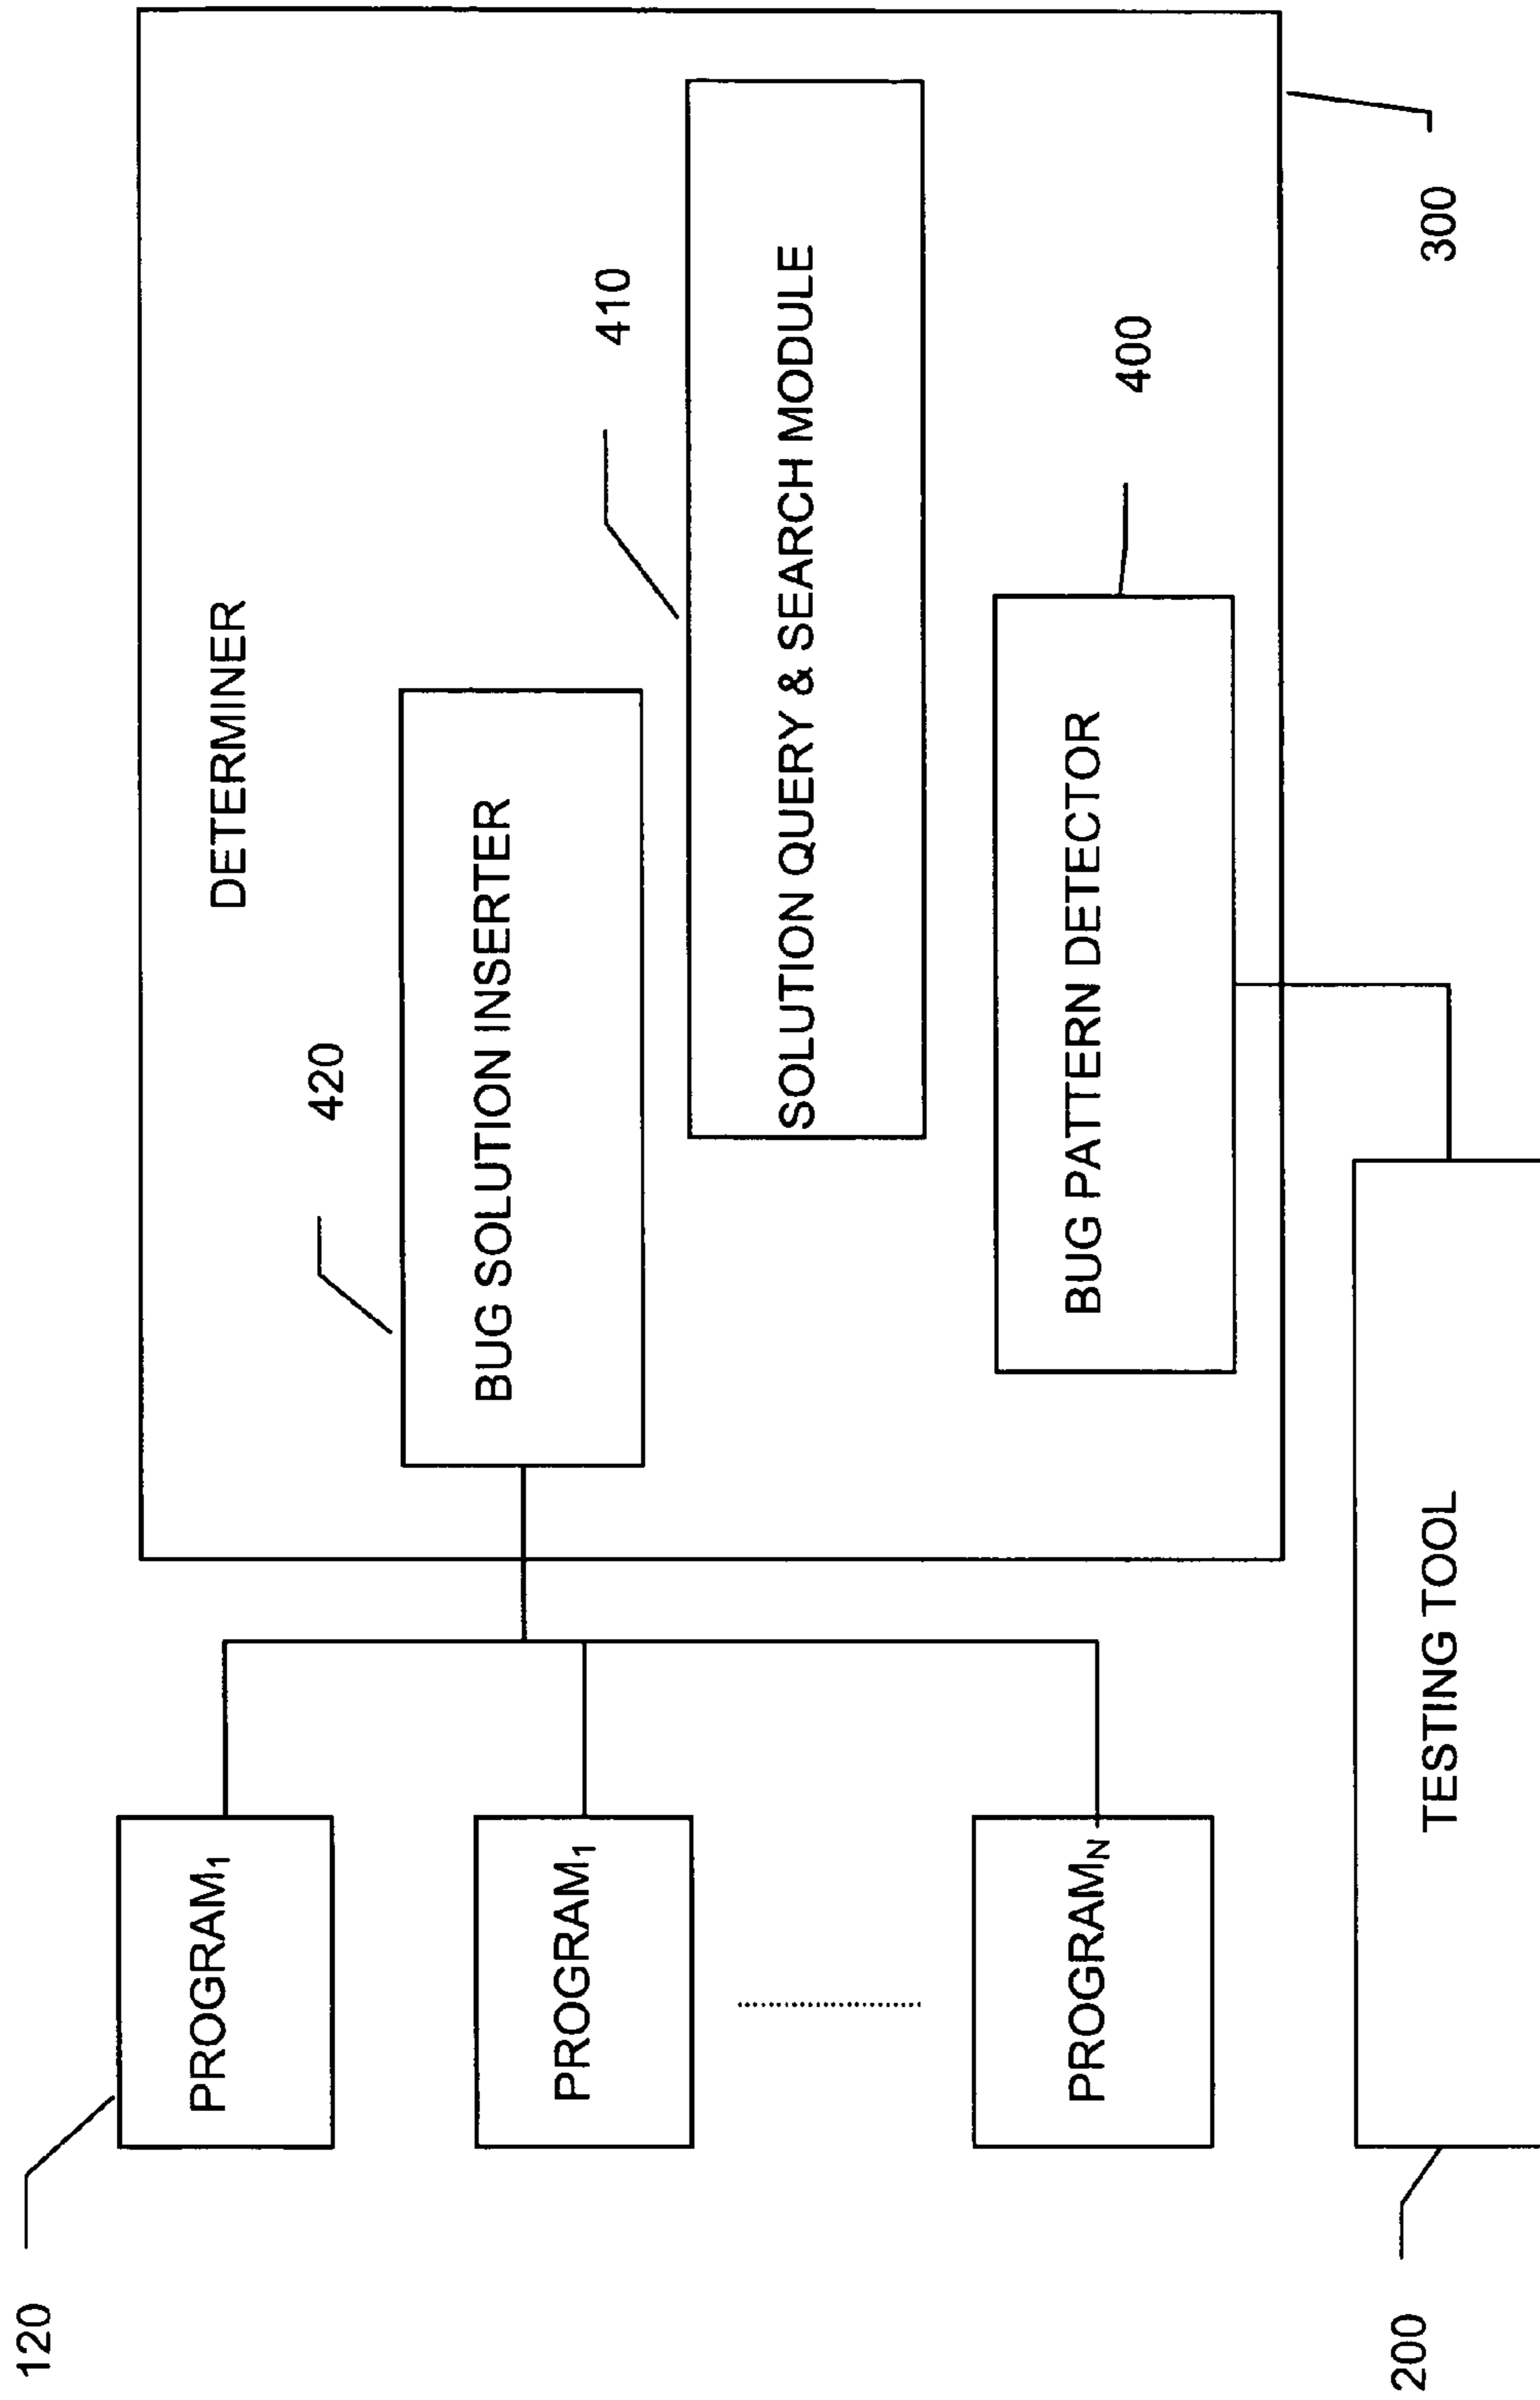 120
PROGRAM₁
PROGRAM₁
PROGRAMₙ
200
TESTING TOOL
DETERMINER
420
BUG SOLUTION INSERTER
410
SOLUTION QUERY & SEARCH MODULE
400
BUG PATTERN DETECTOR
300